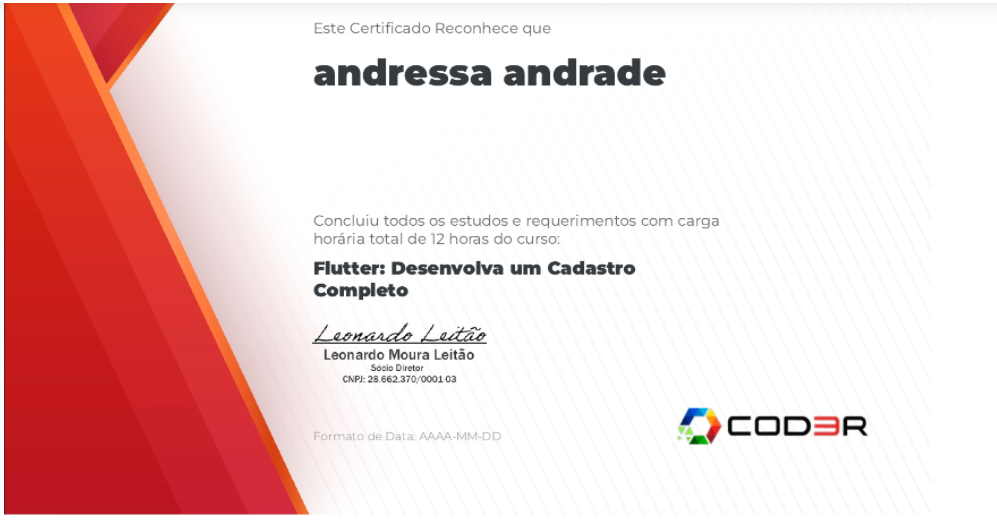 Este Certificado Reconhece que
andressa andrade
Concluiu todos os estudos e requerimentos com carga
horária total de 12 horas do curso:
Flutter: Desenvolva um Cadastro
Completo
Leonardo Leitão
Leonardo Moura Leitão
Sócio Diretor
CNPJ: 28.662.370/0001-03
Formato de Data: AAAA-MM-DD
COD3R